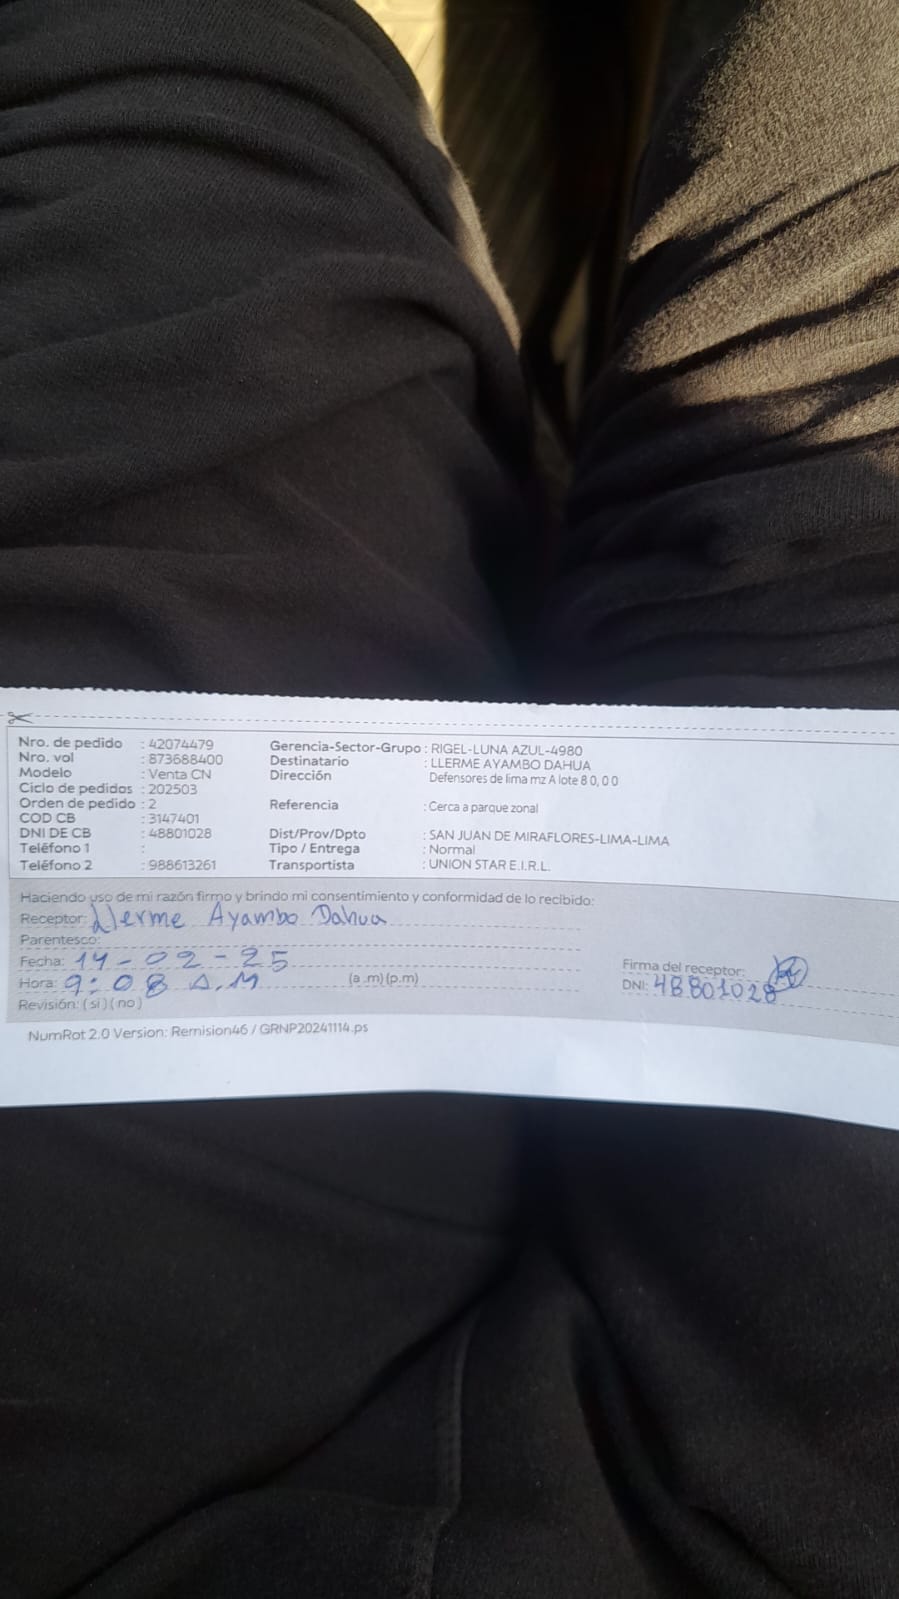 Nro. de pedido : 42074479
Nro. vol : 873688400
Modelo : Venta CN
Ciclo de pedidos : 202503
Orden de pedido : 2
COD CB : 3147401
DNI DE CB : 48801028
Teléfono 1 :
Teléfono 2 : 988613261
Gerencia-Sector-Grupo : RIGEL-LUNA AZUL-4980
Destinatario : LLERME AYAMBO DAHUA
Dirección Defensores de lima mz A lote 8 0, 0 0
Referencia : Cerca a parque zonal
Dist/Prov/Dpto : SAN JUAN DE MIRAFLORES-LIMA-LIMA
Tipo / Entrega : Normal
Transportista : UNION STAR E.I.R.L.
Haciendo uso de mi razón firmo y brindo mi consentimiento y conformidad de lo recibido:
Receptor: Llerme Ayambo Dahua
Parentesco:
Fecha: 14-02-25
Hora: 9:08 A.M (a .m) (p.m)
Revisión: ( si ) ( no )
Firma del receptor:
DNI: 48801028
NumRot 2.0 Version: Remision46 / GRNP20241114.ps